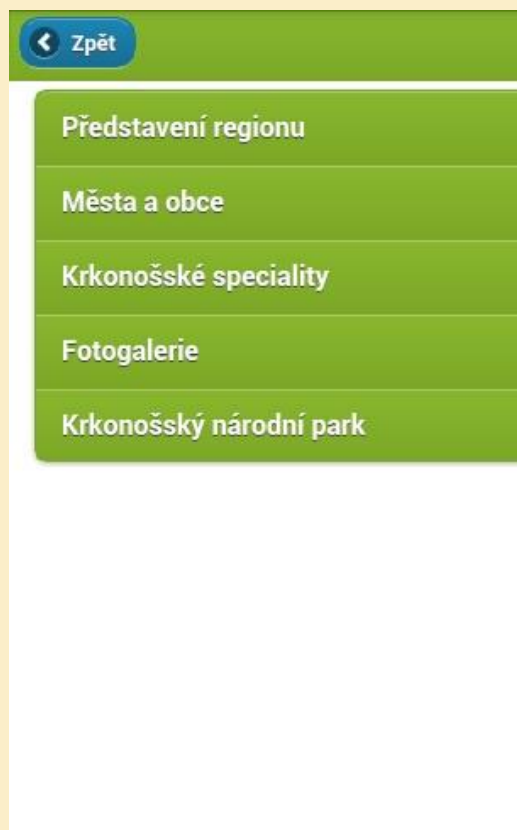 Zpět
Představení regionu
Města a obce
Krkonošské speciality
Fotogalerie
Krkonošský národní park